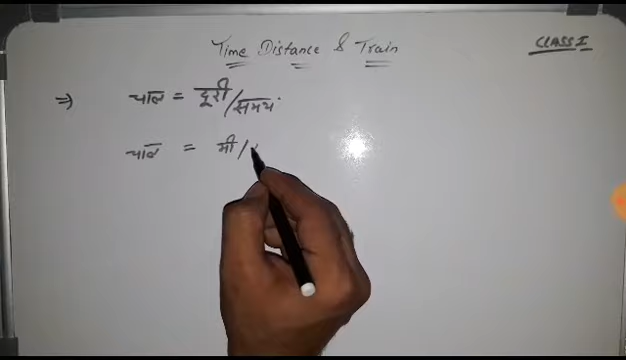 Time Distance & Train
CLASS I
⇒ चाल = दूरी/समय
चाल = मी/